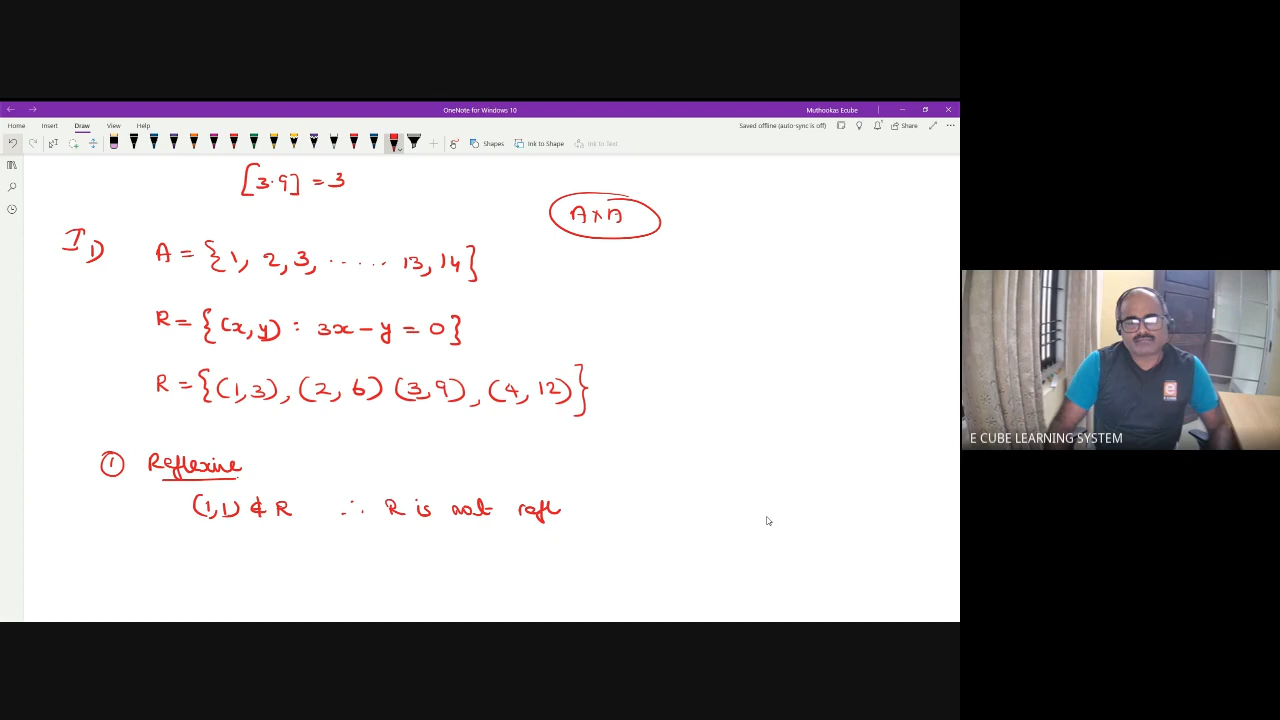 OneNote for Windows 10
Muthookas Ecube
Home Insert Draw View Help
Saved offline (auto-sync is off)
Share
Shapes
Ink to Shape
Ink to Text
[3.9] = 3
A×A
I)
A = {1, 2, 3, ...... 13, 14}
R = {(x,y) : 3x - y = 0}
R = {(1,3), (2,6) (3,9), (4,12)}
① Reflexive
(1,1) ∉ R ∴ R is not refl
E CUBE LEARNING SYSTEM